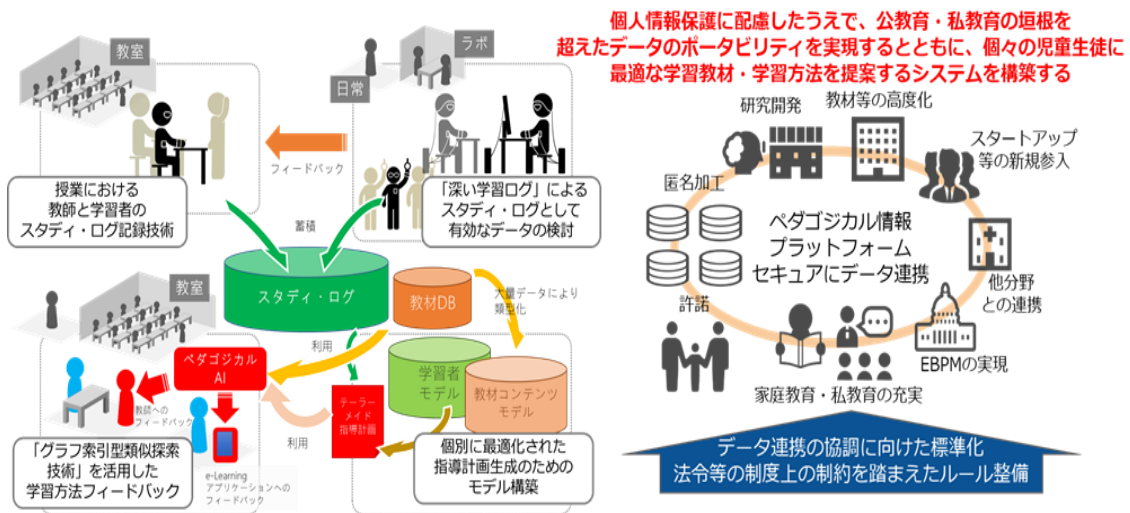 個人情報保護に配慮したうえで、公教育・私教育の垣根を
超えたデータのポータビリティを実現するとともに、個々の児童生徒に
最適な学習教材・学習方法を提案するシステムを構築する
教室
ラボ
日常
フィードバック
授業における
教師と学習者の
スタディ・ログ記録技術
「深い学習ログ」による
スタディ・ログとして
有効なデータの検討
蓄積
スタディ・ログ
教材DB
大量データにより
類型化
教室
利用
ペダゴジカル
AI
学習者
モデル
教材コンテンツ
モデル
テーラー
メイド
指導計画
教師への
フィードバック
利用
「グラフ索引型類似探索
技術」を活用した
学習方法フィードバック
e-Learning
アプリケーションへの
フィードバック
個別に最適化された
指導計画生成のための
モデル構築
研究開発
教材等の高度化
スタートアップ
等の新規参入
匿名加工
ペダゴジカル情報
プラットフォーム
セキュアにデータ連携
他分野
との連携
許諾
EBPMの実現
家庭教育・私教育の充実
データ連携の協調に向けた標準化
法令等の制度上の制約を踏まえたルール整備